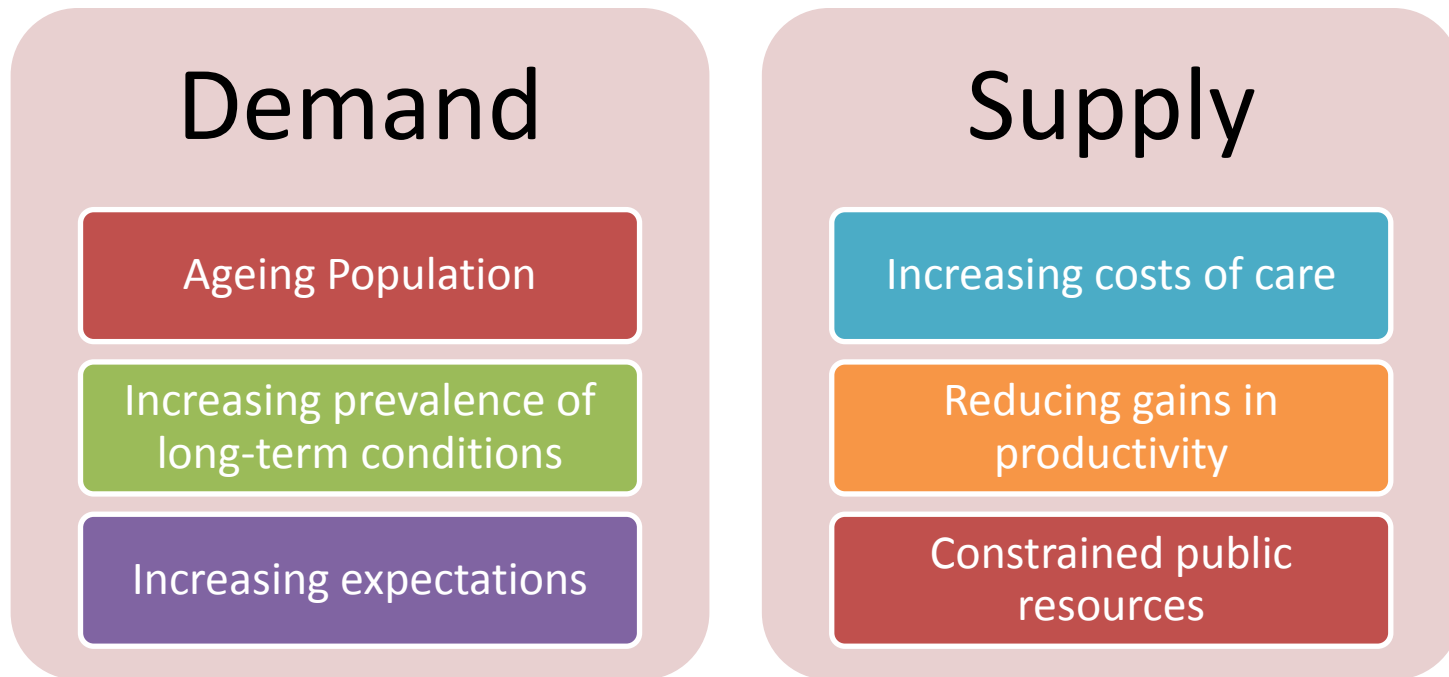 Demand
Ageing Population
Increasing prevalence of
long-term conditions
Increasing expectations
Supply
Increasing costs of care
Reducing gains in
productivity
Constrained public
resources